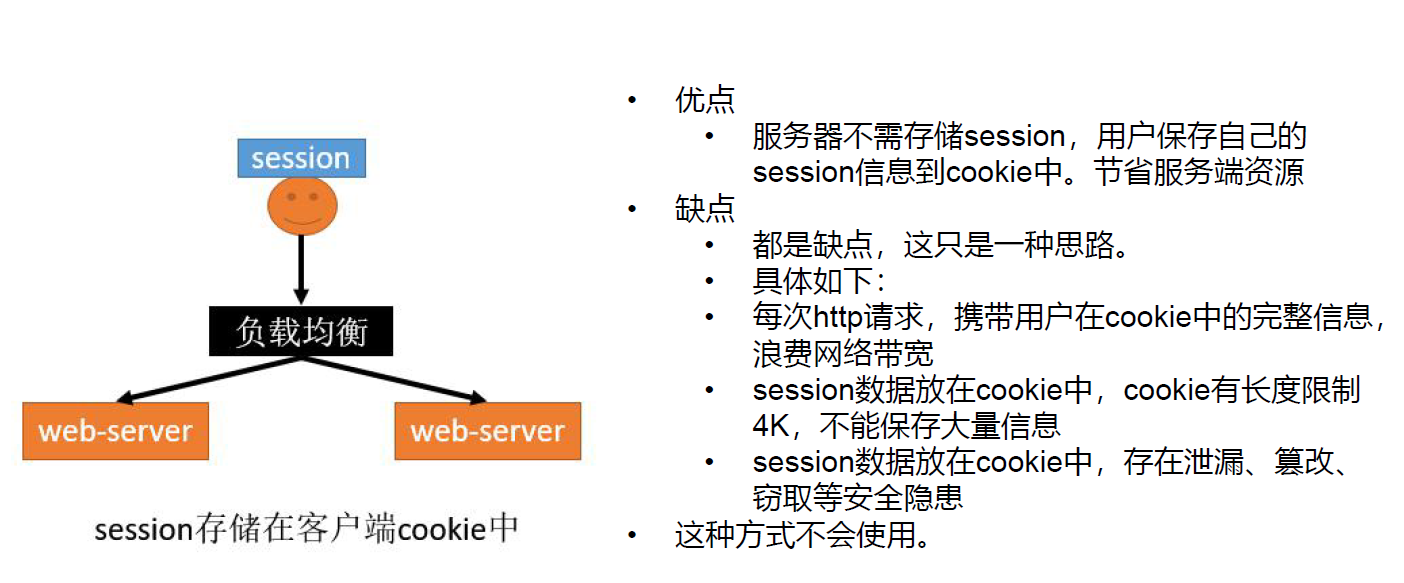 session
负载均衡
web-server
web-server
session存储在客户端cookie中
• 优点
• 服务器不需存储session，用户保存自己的
session信息到cookie中。节省服务端资源
• 缺点
• 都是缺点，这只是一种思路。
• 具体如下：
• 每次http请求，携带用户在cookie中的完整信息，
浪费网络带宽
• session数据放在cookie中，cookie有长度限制
4K，不能保存大量信息
• session数据放在cookie中，存在泄漏、篡改、
窃取等安全隐患
• 这种方式不会使用。